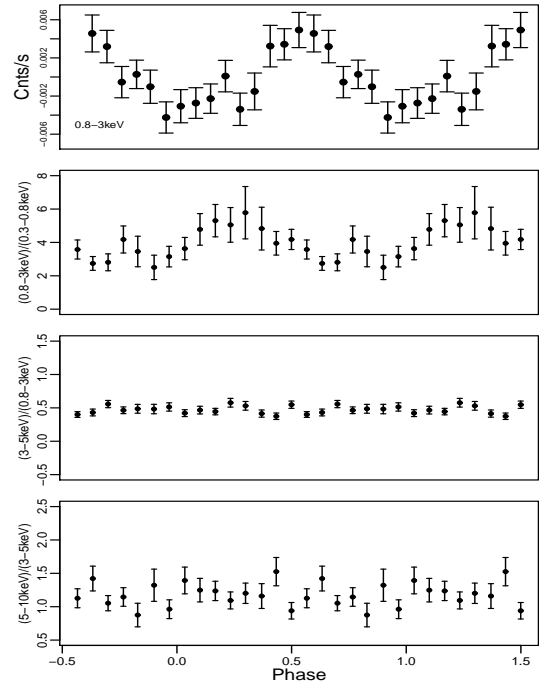 Cnts/s
0.006
0.002
−0.002
−0.006
0.8−3keV
(0.8−3keV)/(0.3−0.8keV)
8
6
4
2
0
(3−5keV)/(0.8−3keV)
1.5
1.0
0.5
0.0
−0.5
(5−10keV)/(3−5keV)
2.5
2.0
1.5
1.0
0.5
−0.5 0.0 0.5 1.0 1.5
Phase